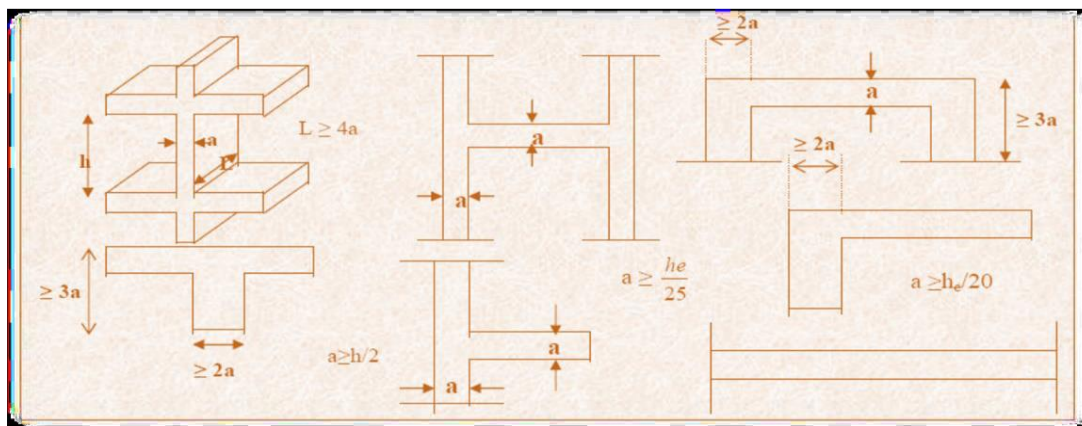 h
a
L
L ≥ 4a
≥ 3a
≥ 2a
a≥h/2
a
a
a
a
a ≥ he/25
≥ 2a
a
≥ 3a
≥ 2a
a ≥hₑ/20